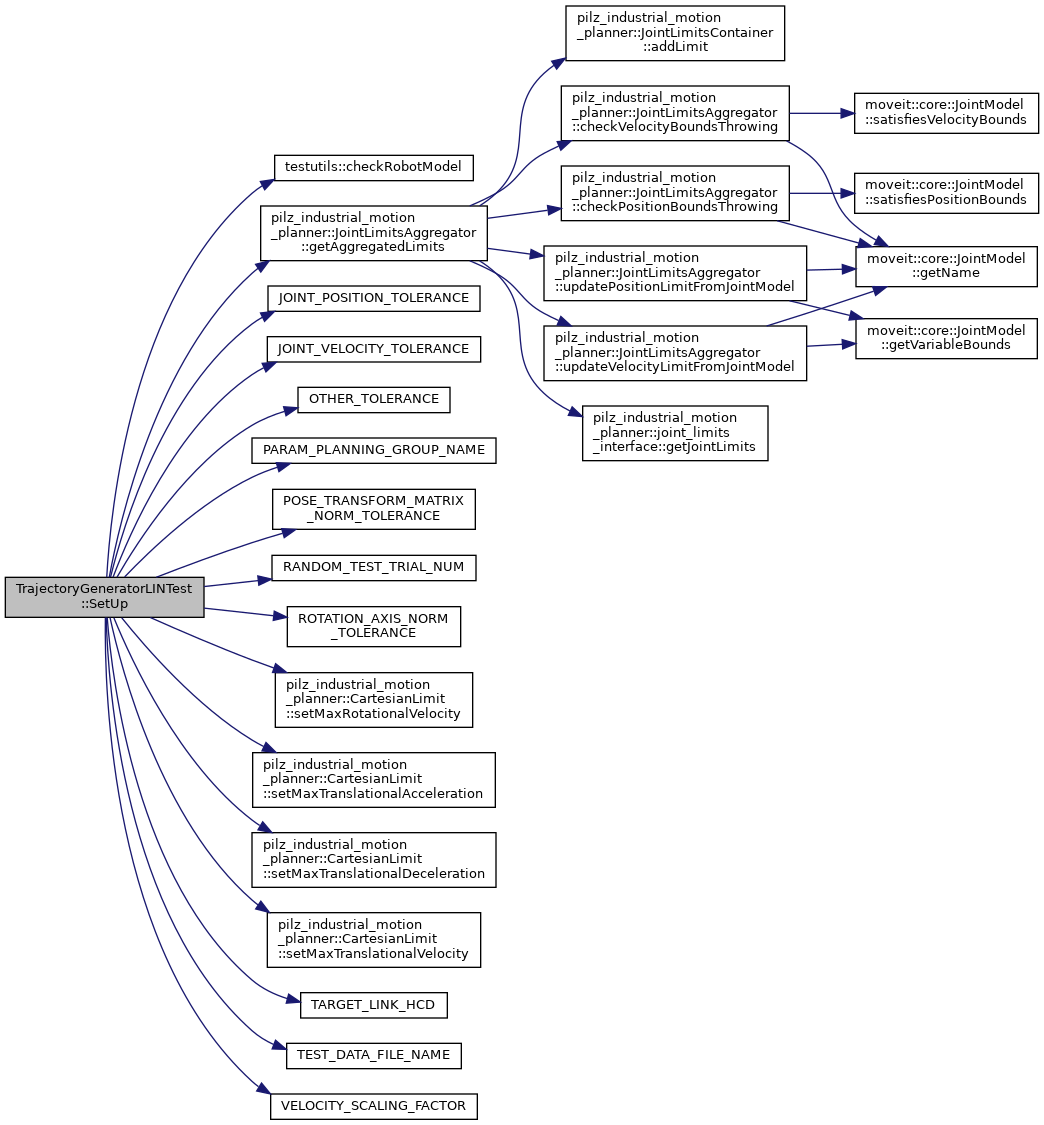 TrajectoryGeneratorLINTest
::SetUp
testutils::checkRobotModel
pilz_industrial_motion
_planner::JointLimitsAggregator
::getAggregatedLimits
JOINT_POSITION_TOLERANCE
JOINT_VELOCITY_TOLERANCE
OTHER_TOLERANCE
PARAM_PLANNING_GROUP_NAME
POSE_TRANSFORM_MATRIX
_NORM_TOLERANCE
RANDOM_TEST_TRIAL_NUM
ROTATION_AXIS_NORM
_TOLERANCE
pilz_industrial_motion
_planner::CartesianLimit
::setMaxRotationalVelocity
pilz_industrial_motion
_planner::CartesianLimit
::setMaxTranslationalAcceleration
pilz_industrial_motion
_planner::CartesianLimit
::setMaxTranslationalDeceleration
pilz_industrial_motion
_planner::CartesianLimit
::setMaxTranslationalVelocity
TARGET_LINK_HCD
TEST_DATA_FILE_NAME
VELOCITY_SCALING_FACTOR
pilz_industrial_motion
_planner::JointLimitsContainer
::addLimit
pilz_industrial_motion
_planner::JointLimitsAggregator
::checkVelocityBoundsThrowing
pilz_industrial_motion
_planner::JointLimitsAggregator
::checkPositionBoundsThrowing
pilz_industrial_motion
_planner::JointLimitsAggregator
::updatePositionLimitFromJointModel
pilz_industrial_motion
_planner::JointLimitsAggregator
::updateVelocityLimitFromJointModel
pilz_industrial_motion
_planner::joint_limits
_interface::getJointLimits
moveit::core::JointModel
::satisfiesVelocityBounds
moveit::core::JointModel
::satisfiesPositionBounds
moveit::core::JointModel
::getName
moveit::core::JointModel
::getVariableBounds